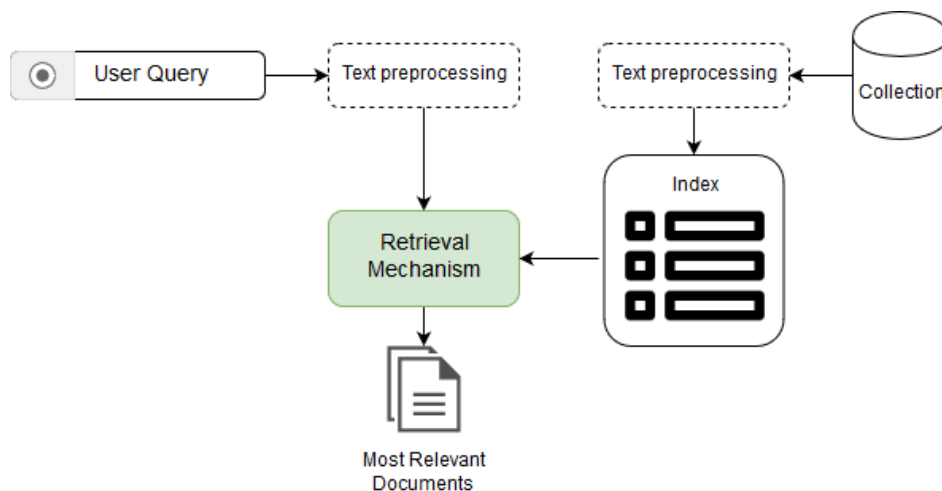 User Query
Text preprocessing
Text preprocessing
Collection
Index
Retrieval
Mechanism
Most Relevant
Documents